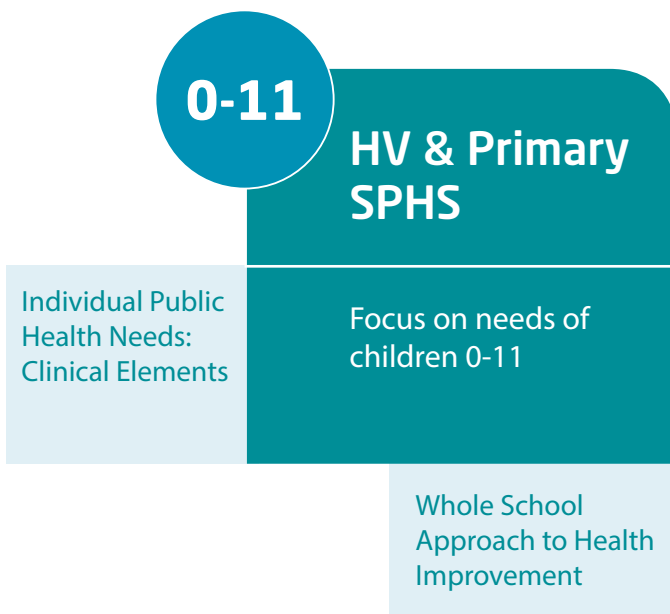 0-11
HV & Primary
SPHS
Individual Public
Health Needs:
Clinical Elements
Focus on needs of
children 0-11
Whole School
Approach to Health
Improvement